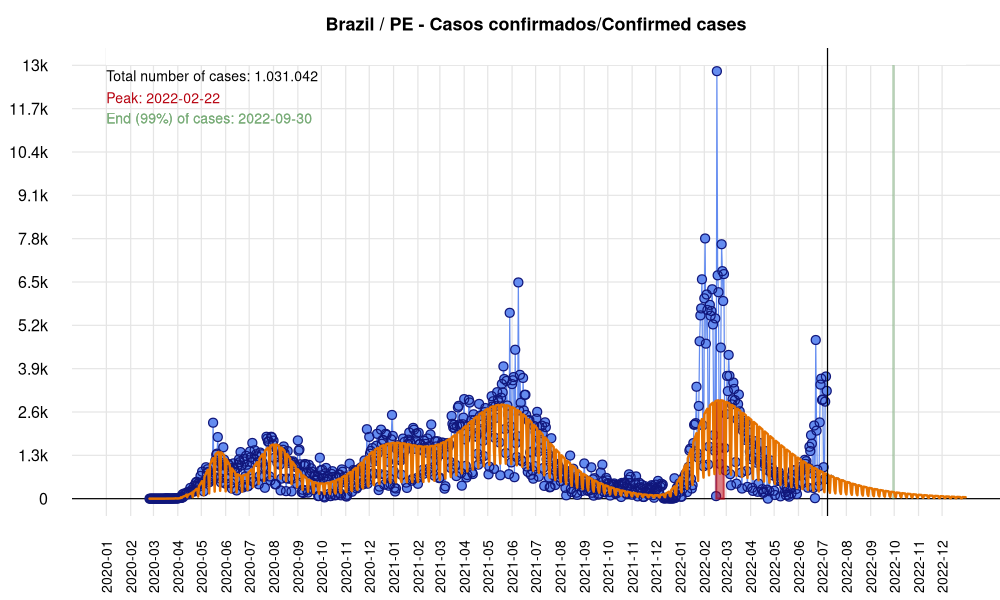 Brazil / PE - Casos confirmados/Confirmed cases
Total number of cases: 1.031.042
Peak: 2022-02-22
End (99%) of cases: 2022-09-30
13k
11.7k
10.4k
9.1k
7.8k
6.5k
5.2k
3.9k
2.6k
1.3k
0
2020-01
2020-02
2020-03
2020-04
2020-05
2020-06
2020-07
2020-08
2020-09
2020-10
2020-11
2020-12
2021-01
2021-02
2021-03
2021-04
2021-05
2021-06
2021-07
2021-08
2021-09
2021-10
2021-11
2021-12
2022-01
2022-02
2022-03
2022-04
2022-05
2022-06
2022-07
2022-08
2022-09
2022-10
2022-11
2022-12